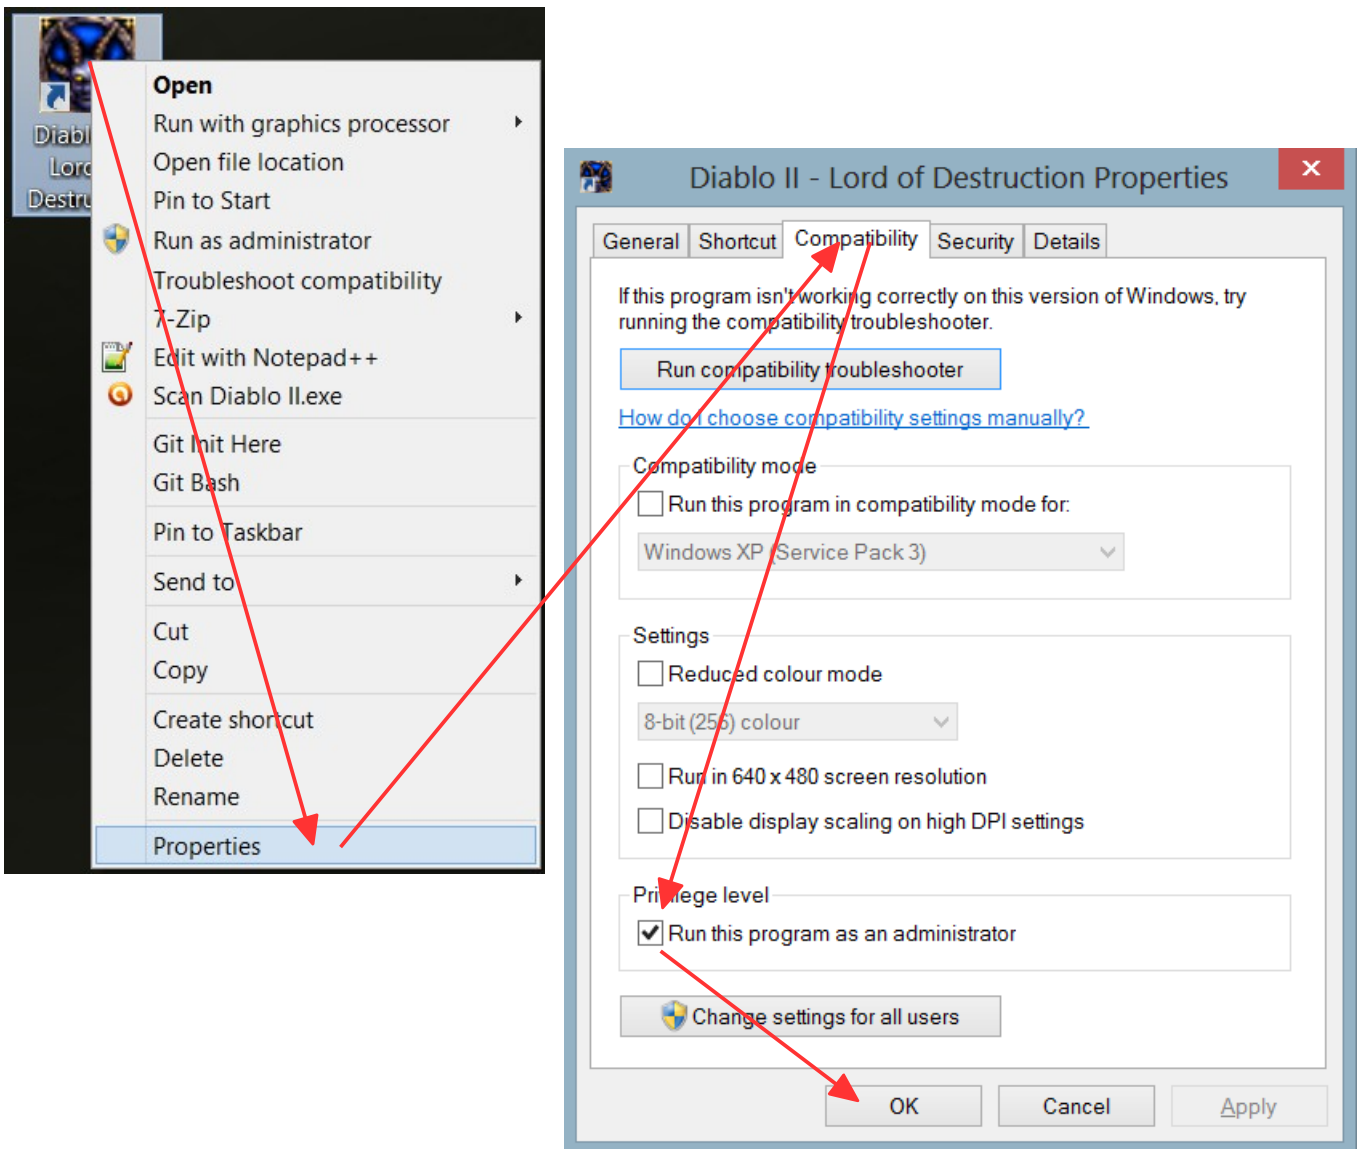 Diabl
Lord
Destru
Open
Run with graphics processor
Open file location
Pin to Start
Run as administrator
Troubleshoot compatibility
7-Zip
Edit with Notepad++
Scan Diablo II.exe
Git Init Here
Git Bash
Pin to Taskbar
Send to
Cut
Copy
Create shortcut
Delete
Rename
Properties
Diablo II - Lord of Destruction Properties
General Shortcut Compatibility Security Details
If this program isn't working correctly on this version of Windows, try
running the compatibility troubleshooter.
Run compatibility troubleshooter
How do I choose compatibility settings manually?
Compatibility mode
Run this program in compatibility mode for:
Windows XP (Service Pack 3)
Settings
Reduced colour mode
8-bit (256) colour
Run in 640 x 480 screen resolution
Disable display scaling on high DPI settings
Privilege level
Run this program as an administrator
Change settings for all users
OK Cancel Apply